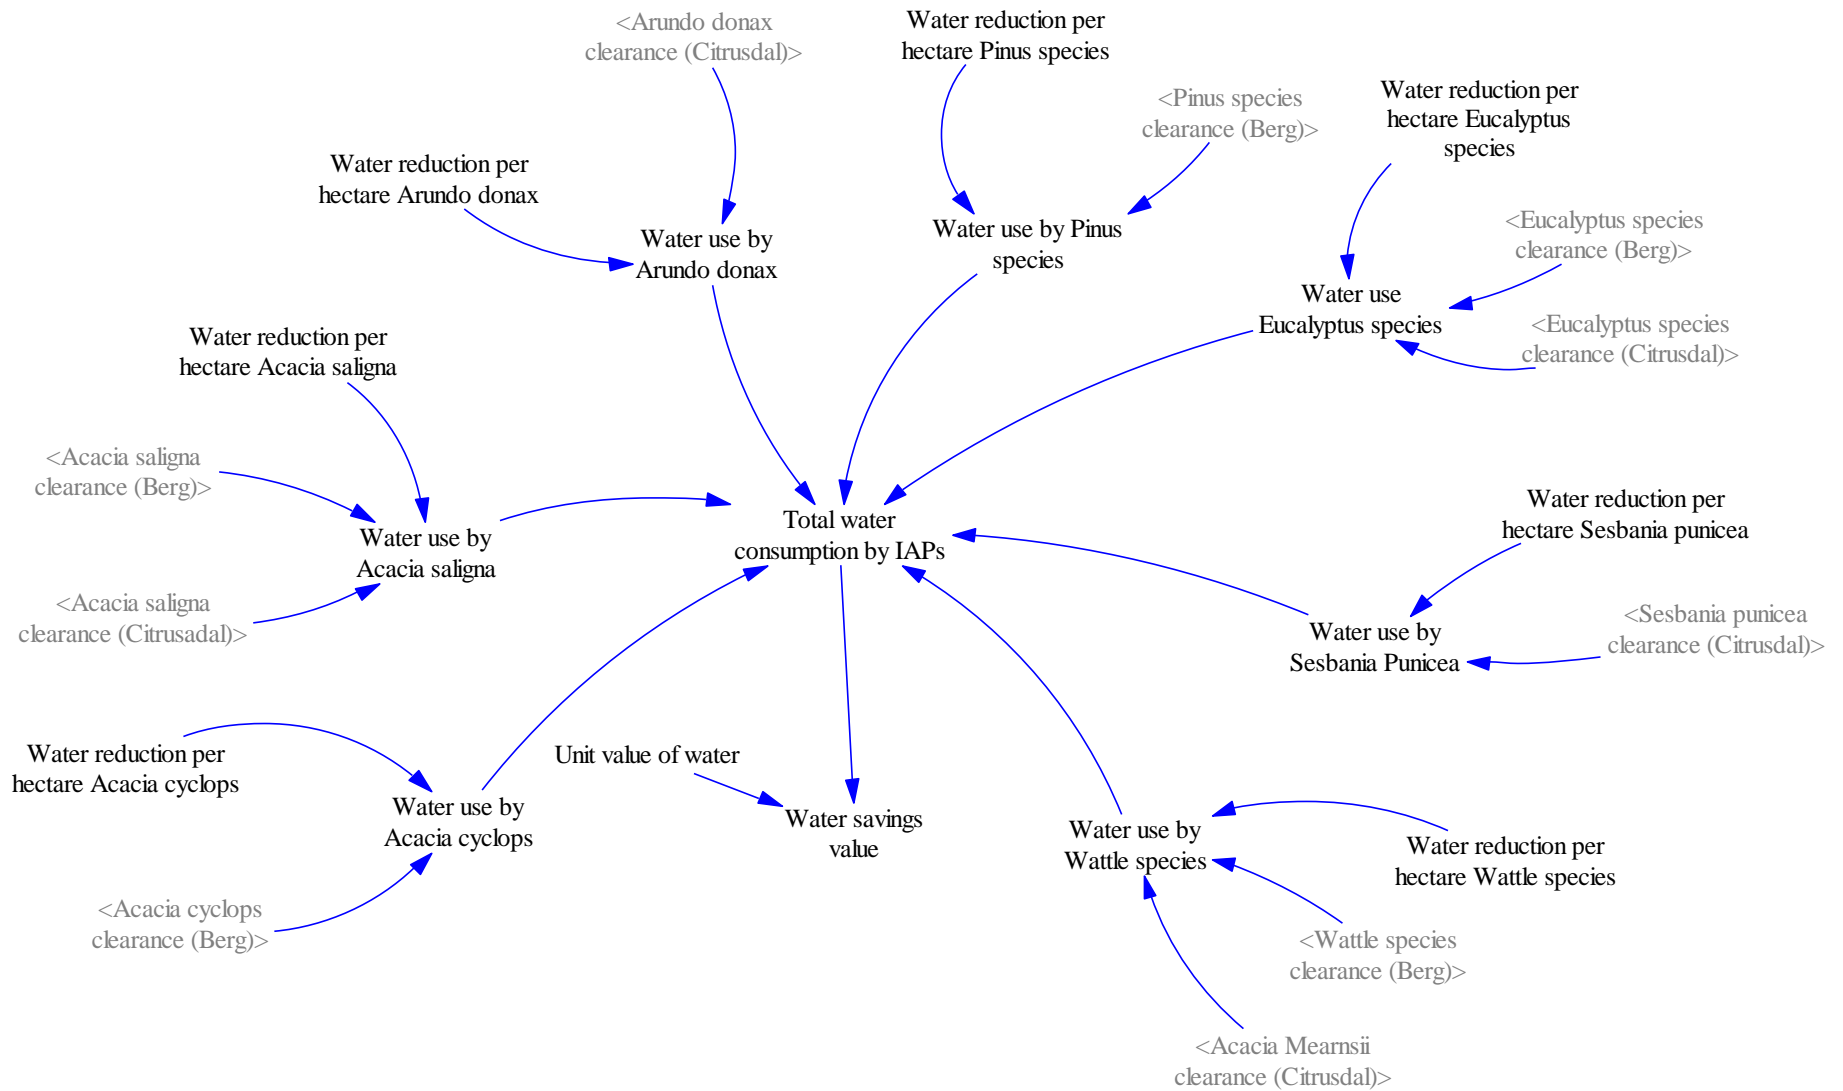 <Arundo donax
clearance (Citrusdal)>
Water reduction per
hectare Pinus species
<Pinus species
clearance (Berg)>
Water reduction per
hectare Eucalyptus
species
Water reduction per
hectare Arundo donax
Water use by
Arundo donax
Water use by Pinus
species
<Eucalyptus species
clearance (Berg)>
Water use
Eucalyptus species
<Eucalyptus species
clearance (Citrusdal)>
Water reduction per
hectare Acacia saligna
<Acacia saligna
clearance (Berg)>
Water use by
Acacia saligna
<Acacia saligna
clearance (Citrusadal)>
Total water
consumption by IAPs
Water reduction per
hectare Sesbania punicea
<Sesbania punicea
clearance (Citrusdal)>
Water use by
Sesbania Punicea
Water reduction per
hectare Acacia cyclops
Unit value of water
Water use by
Acacia cyclops
Water savings
value
Water use by
Wattle species
Water reduction per
hectare Wattle species
<Acacia cyclops
clearance (Berg)>
<Wattle species
clearance (Berg)>
<Acacia Mearnsii
clearance (Citrusdal)>